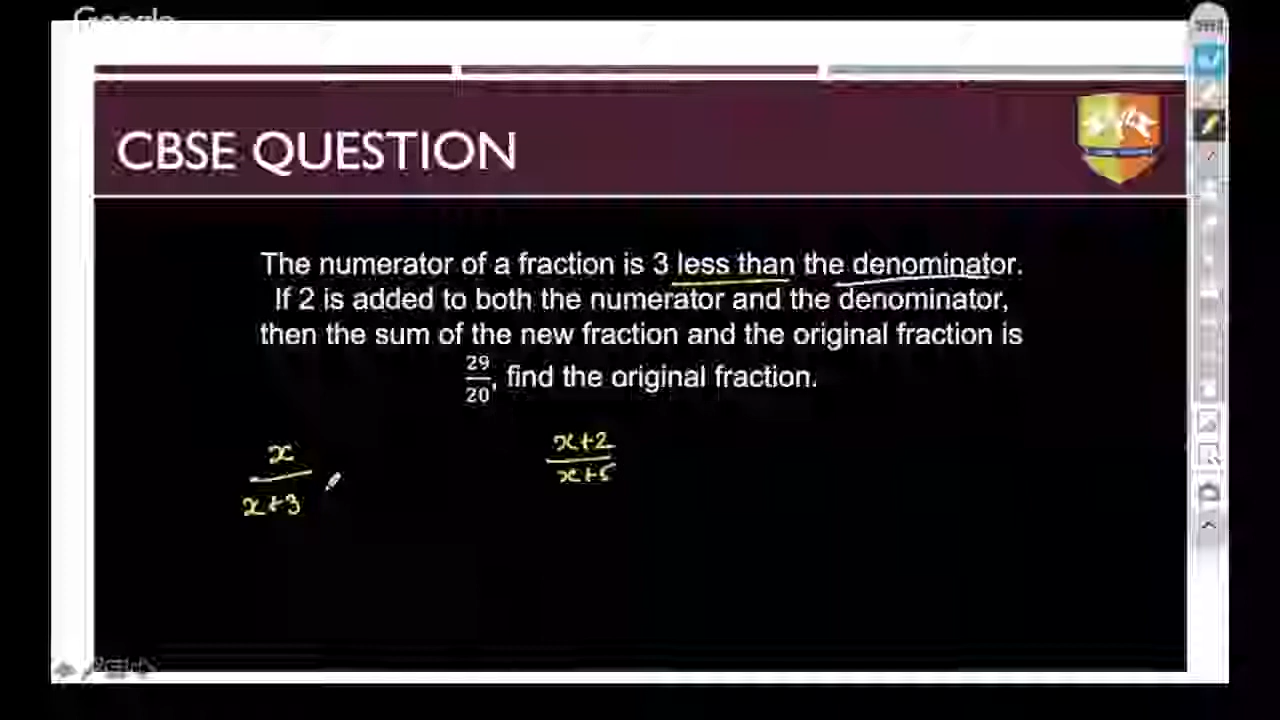 Google
CBSE QUESTION
The numerator of a fraction is 3 less than the denominator.
If 2 is added to both the numerator and the denominator,
then the sum of the new fraction and the original fraction is
29/20, find the original fraction.
x/x+3
x+2/x+5